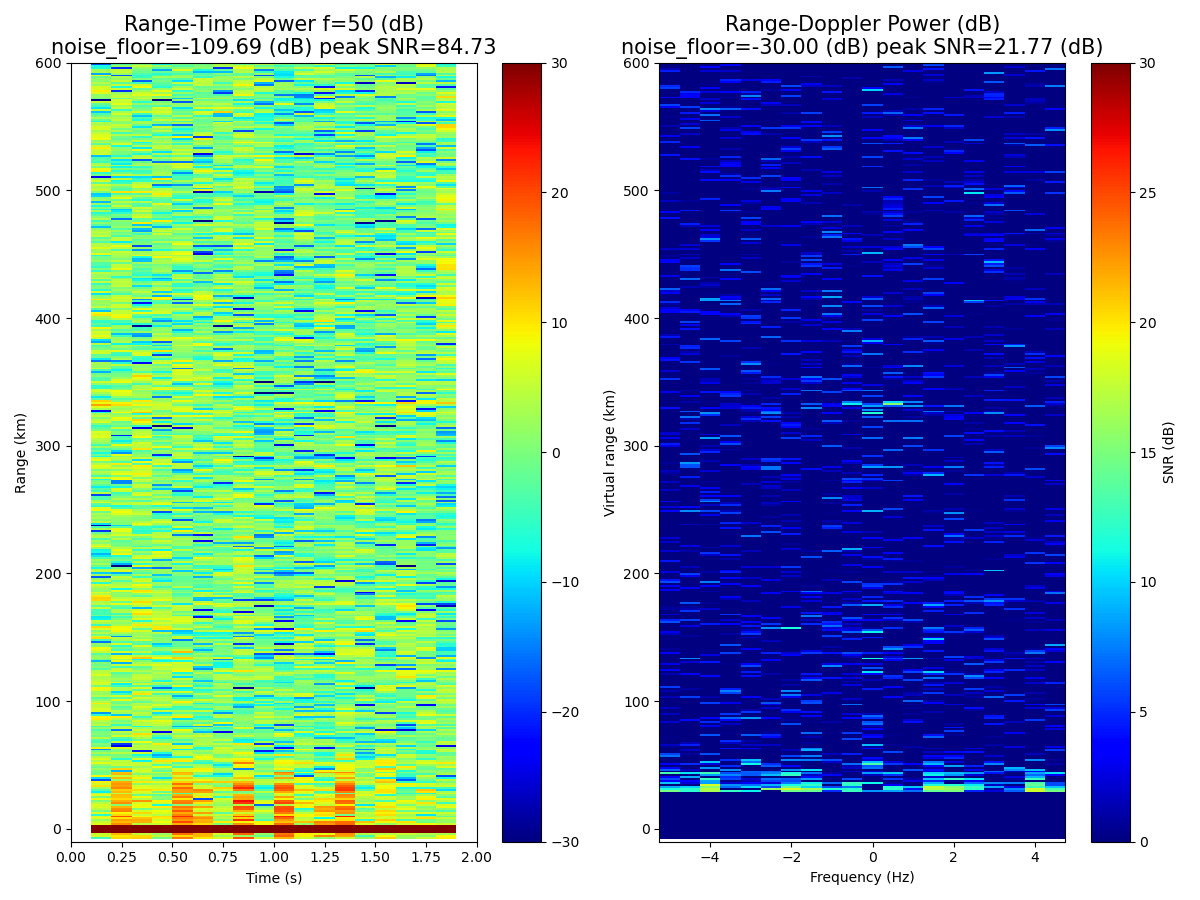 Range-Time Power f=50 (dB)
noise_floor=-109.69 (dB) peak SNR=84.73
600
500
400
300
200
100
0
Range (km)
0.00 0.25 0.50 0.75 1.00 1.25 1.50 1.75 2.00
Time (s)
30
20
10
0
−10
−20
−30
Range-Doppler Power (dB)
noise_floor=-30.00 (dB) peak SNR=21.77 (dB)
600
500
400
300
200
100
0
Virtual range (km)
−4 −2 0 2 4
Frequency (Hz)
30
25
20
15
10
5
0
SNR (dB)